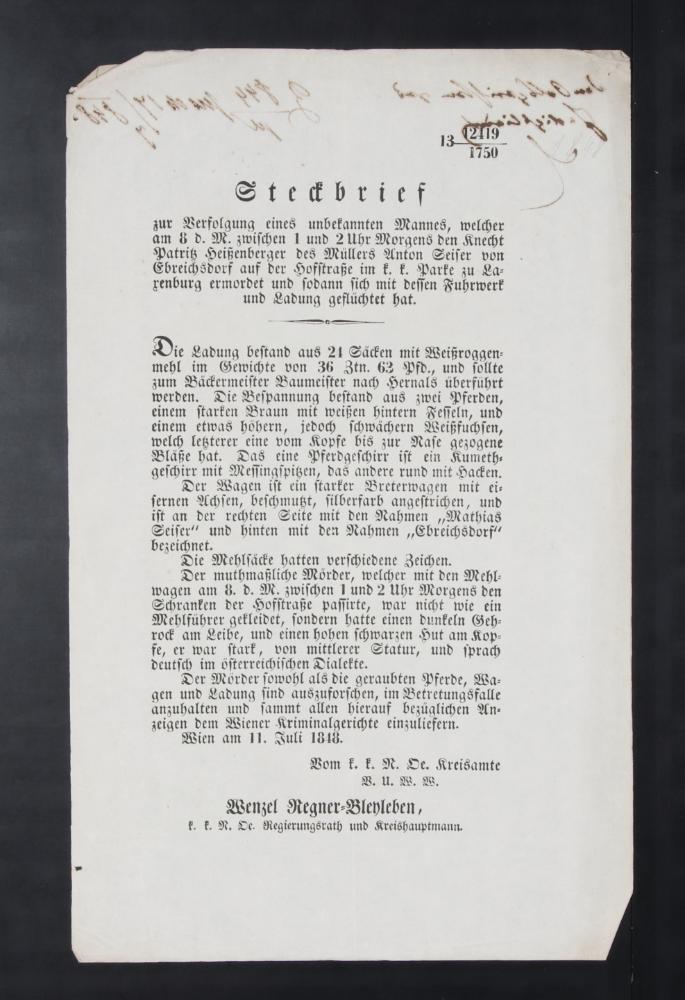 13 12419
1750
Steckbrief
zur Verfolgung eines unbekannten Mannes, welcher
am 8 d. M. zwischen 1 und 2 Uhr Morgens den Knecht
Patritz Heißenberger des Müllers Anton Seiser von
Ebreichsdorf auf der Hofstraße im k. k. Parke zu La=
xenburg ermordet und sodann sich mit dessen Fuhrwerk
und Ladung geflüchtet hat.
Die Ladung bestand aus 21 Säcken mit Weißroggen=
mehl im Gewichte von 36 Ztn. 62 Pfd., und sollte
zum Bäckermeister Baumeister nach Hernals überführt
werden. Die Bespannung bestand aus zwei Pferden,
einem starken Braun mit weißen hintern Fesseln, und
einem etwas höhern, jedoch schwächern Weißfuchsen,
welch letzterer eine vom Kopfe bis zur Nase gezogene
Bläße hat. Das eine Pferdgeschirr ist ein Kumeth=
geschirr mit Messingspitzen, das andere rund mit Hacken.
Der Wagen ist ein starker Breterwagen mit ei=
sernen Achsen, beschmutzt, silberfarb angestrichen, und
ist an der rechten Seite mit den Nahmen „Mathias
Seiser“ und hinten mit den Nahmen „Ebreichsdorf“
bezeichnet.
Die Mehlsäcke hatten verschiedene Zeichen.
Der muthmaßliche Mörder, welcher mit den Mehl=
wagen am 8. d. M. zwischen 1 und 2 Uhr Morgens den
Schranken der Hofstraße passirte, war nicht wie ein
Mehlführer gekleidet, sondern hatte einen dunkeln Geh=
rock am Leibe, und einen hohen schwarzen Hut am Kop=
fe, er war stark, von mittlerer Statur, und sprach
deutsch im österreichischen Dialekte.
Der Mörder sowohl als die geraubten Pferde, Wa=
gen und Ladung sind auszuforschen, im Betretungsfalle
anzuhalten und sammt allen hierauf bezüglichen An=
zeigen dem Wiener Kriminalgerichte einzuliefern.
Wien am 11. Juli 1848.
Vom k. k. N. Oe. Kreisamte
V. U. W. W.
Wenzel Regner=Bleyleben,
k. k. N. Oe. Regierungsrath und Kreishauptmann.